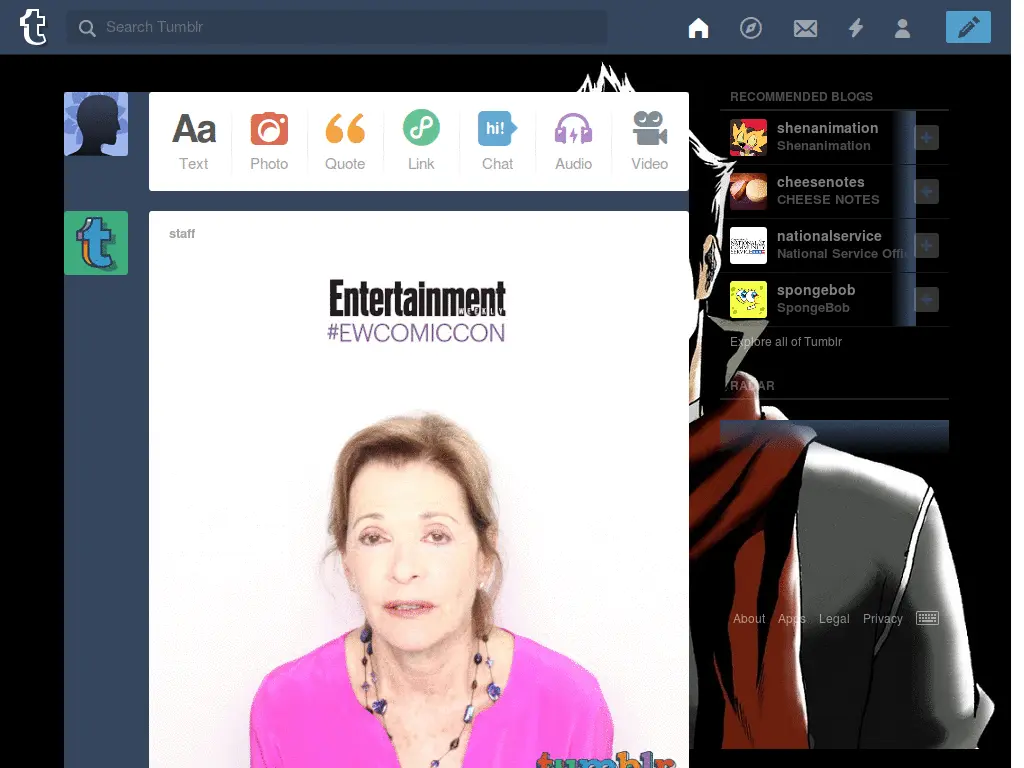 t
Search Tumblr
Aa
Text
Photo
Quote
Link
hi!
Chat
Audio
Video
t
staff
Entertainment
WEEKLY
#EWCOMICCON
tumblr
RECOMMENDED BLOGS
shenanimation
Shenanimation
cheesenotes
CHEESE NOTES
nationalservice
National Service Offi
spongebob
SpongeBob
Explore all of Tumblr
RADAR
About Apps Legal Privacy